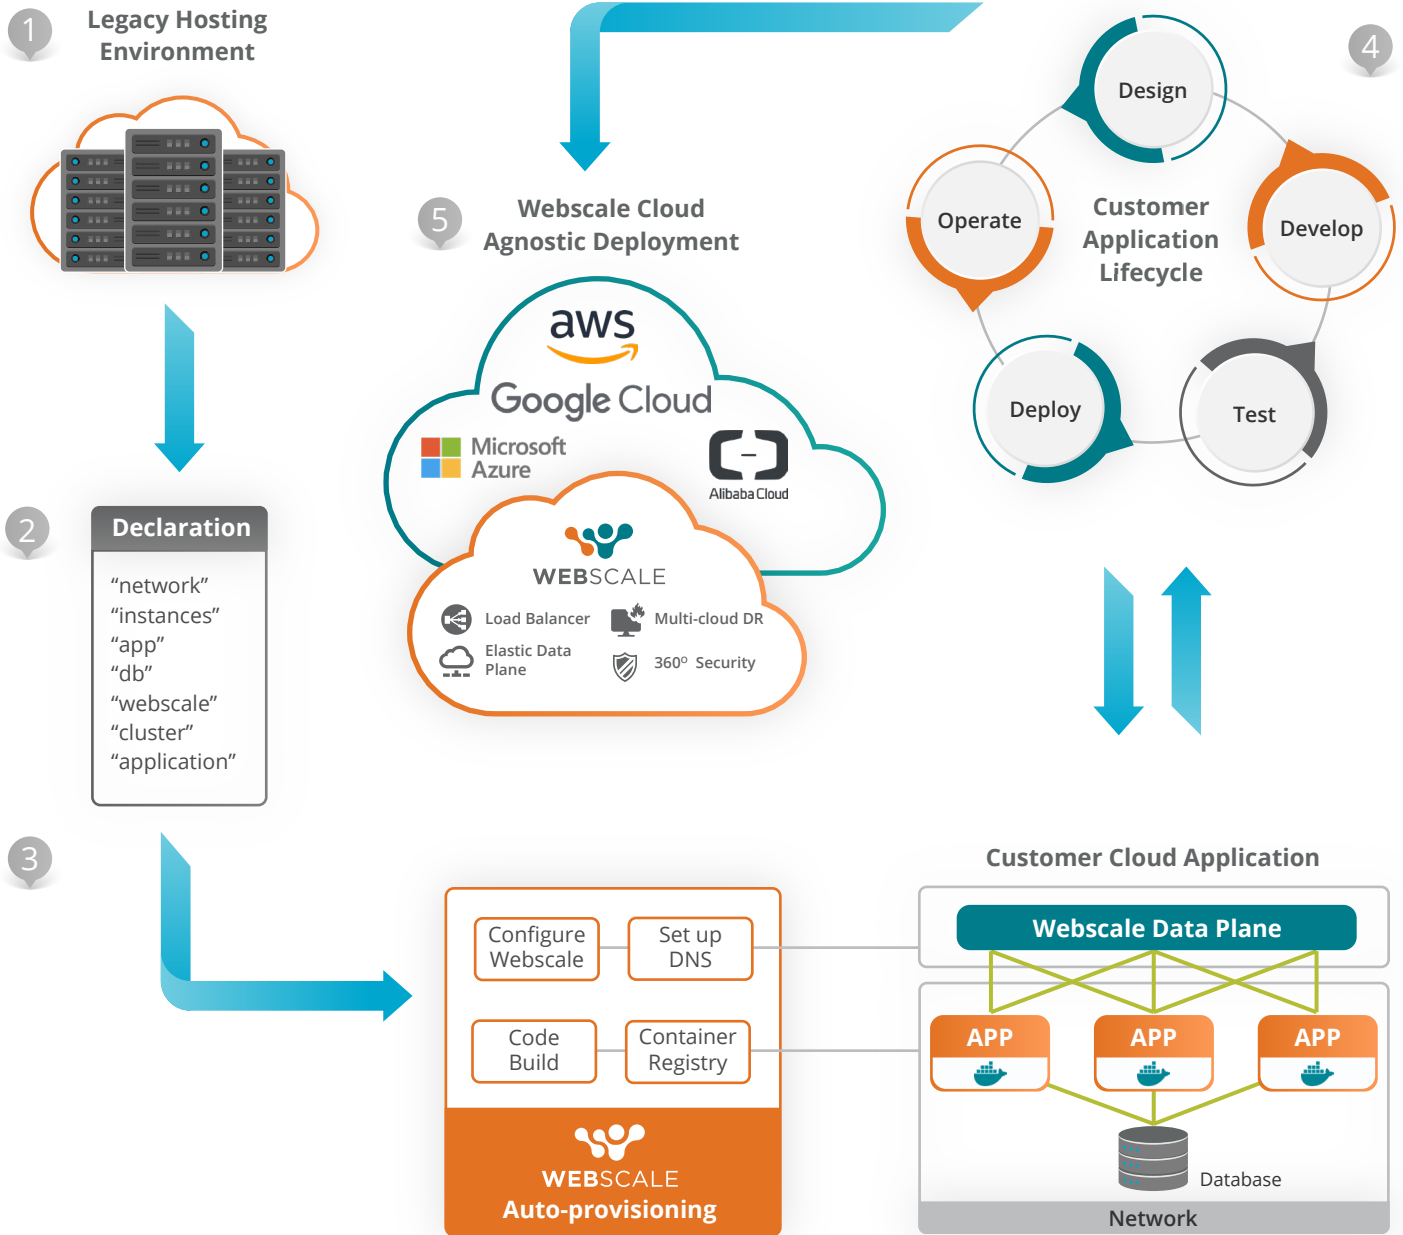 1
Legacy Hosting
Environment
2
Declaration
“network”
“instances”
“app”
“db”
“webscale”
“cluster”
“application”
3
Configure
Webscale
Set up
DNS
Code
Build
Container
Registry
WEBSCALE
Auto-provisioning
Customer Cloud Application
Webscale Data Plane
APP
APP
APP
Database
Network
4
Customer
Application
Lifecycle
Design
Develop
Test
Deploy
Operate
5
Webscale Cloud
Agnostic Deployment
aws
Google Cloud
Microsoft
Azure
Alibaba Cloud
WEBSCALE
Load Balancer
Multi-cloud DR
Elastic Data
Plane
360º Security